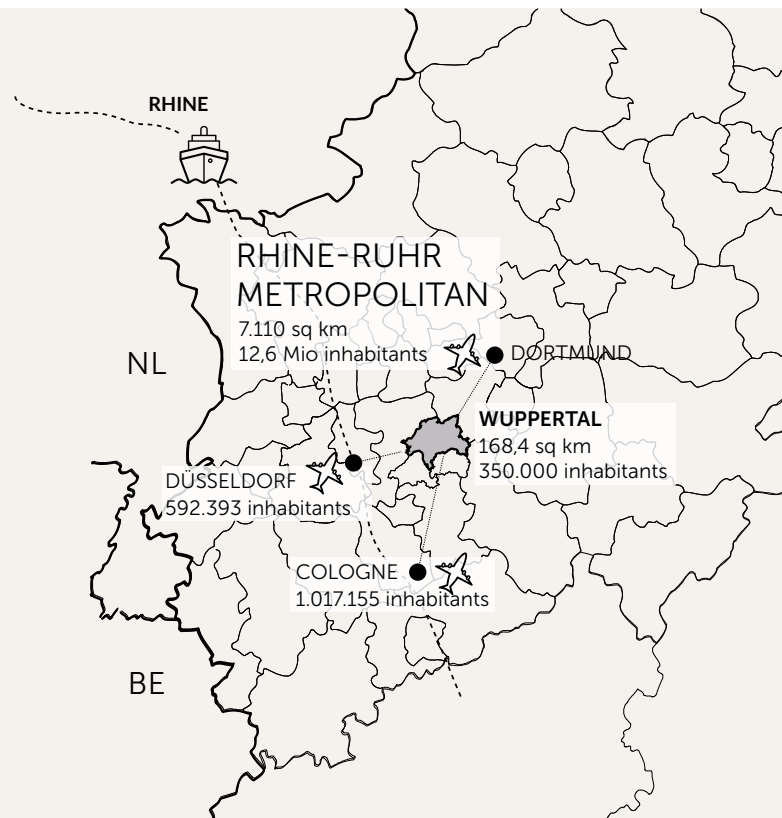 RHINE
RHINE-RUHR
METROPOLITAN
7.110 sq km
12,6 Mio inhabitants
DORTMUND
NL
WUPPERTAL
168,4 sq km
350.000 inhabitants
DÜSSELDORF
592.393 inhabitants
COLOGNE
1.017.155 inhabitants
BE